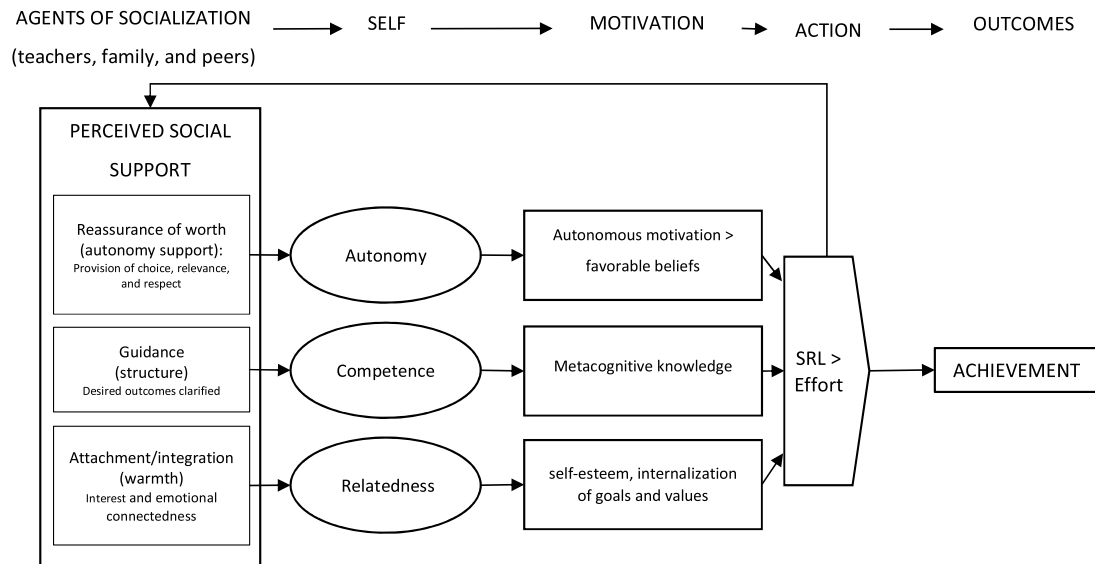 AGENTS OF SOCIALIZATION
(teachers, family, and peers)
SELF
MOTIVATION
ACTION
OUTCOMES
PERCEIVED SOCIAL
SUPPORT
Reassurance of worth
(autonomy support):
Provision of choice, relevance,
and respect
Autonomy
Autonomous motivation >
favorable beliefs
Guidance
(structure)
Desired outcomes clarified
Competence
Metacognitive knowledge
Attachment/integration
(warmth)
Interest and emotional
connectedness
Relatedness
self-esteem, internalization
of goals and values
SRL >
Effort
ACHIEVEMENT